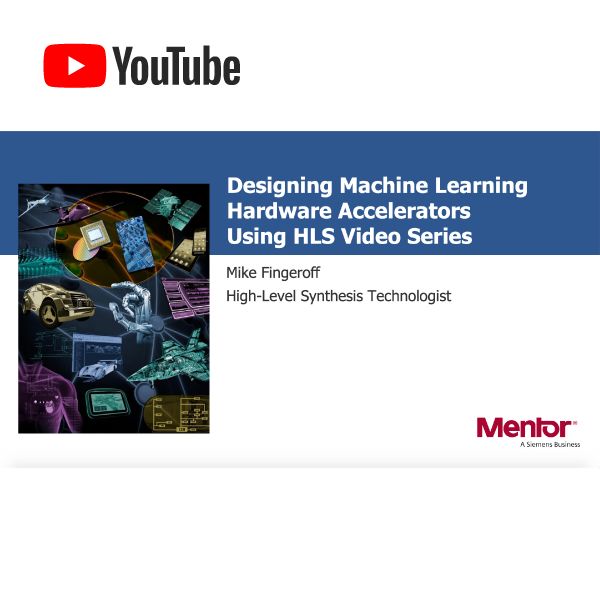 YouTube
Designing Machine Learning
Hardware Accelerators
Using HLS Video Series
Mike Fingeroff
High-Level Synthesis Technologist
Mentor®
A Siemens Business